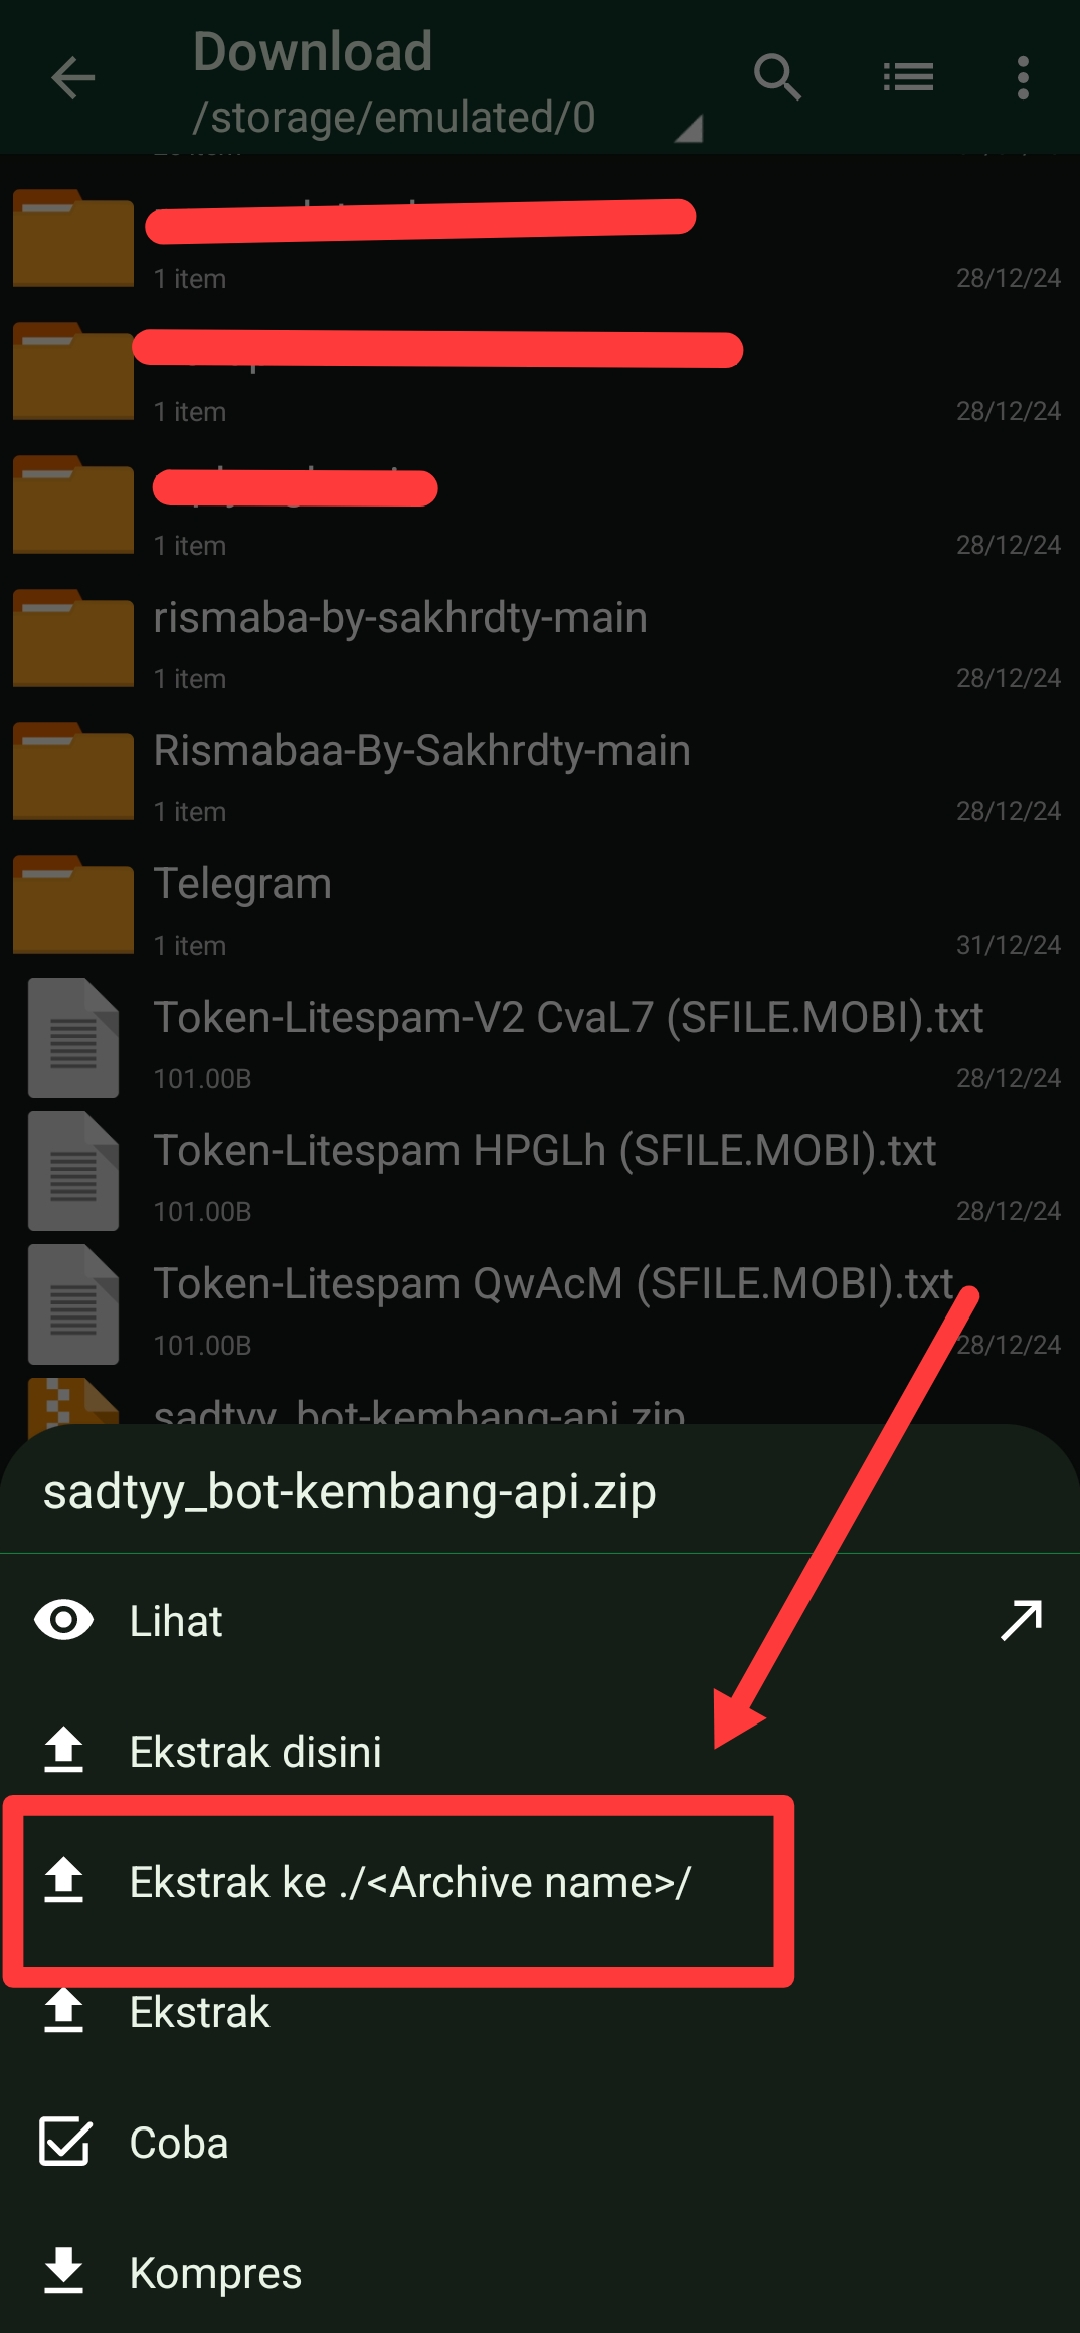 Download
/storage/emulated/0
1 item
28/12/24
1 item
28/12/24
1 item
28/12/24
rismaba-by-sakhrdty-main
1 item
28/12/24
Rismabaa-By-Sakhrdty-main
1 item
28/12/24
Telegram
1 item
31/12/24
Token-Litespam-V2 CvaL7 (SFILE.MOBI).txt
101.00B
28/12/24
Token-Litespam HPGLh (SFILE.MOBI).txt
101.00B
28/12/24
Token-Litespam QwAcM (SFILE.MOBI).txt
101.00B
28/12/24
sadtyy_bot-kembang-api.zip
sadtyy_bot-kembang-api.zip
Lihat
Ekstrak disini
Ekstrak ke ./<Archive name>/
Ekstrak
Coba
Kompres